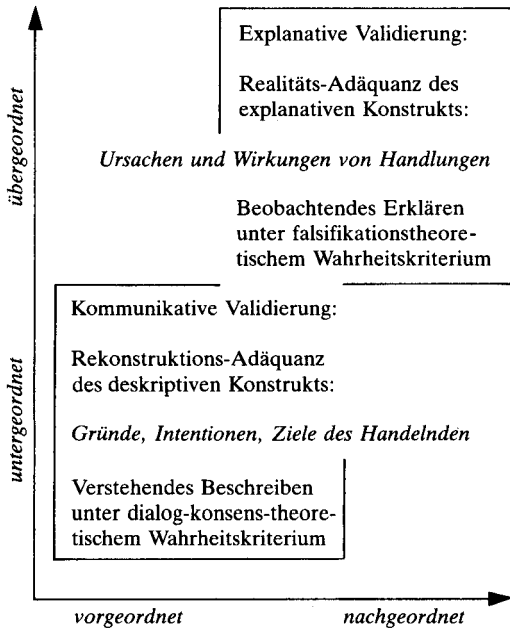 Explanative Validierung:
Realitäts-Adäquanz des
explanativen Konstrukts:
Ursachen und Wirkungen von Handlungen
Beobachtendes Erklären
unter falsifikationstheore-
tischem Wahrheitskriterium
übergeordnet
Kommunikative Validierung:
Rekonstruktions-Adäquanz
des deskriptiven Konstrukts:
Gründe, Intentionen, Ziele des Handelnden
Verstehendes Beschreiben
unter dialog-konsens-theore-
tischem Wahrheitskriterium
untergeordnet
vorgeordnet
nachgeordnet